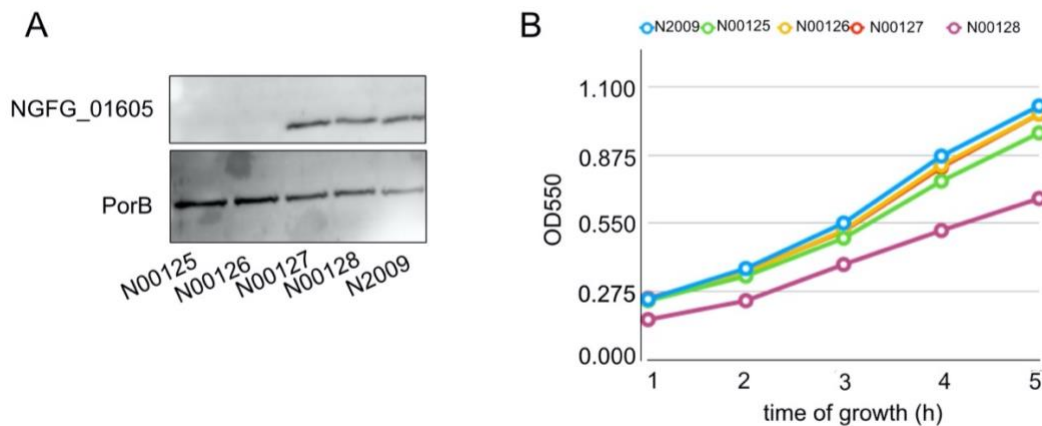 A
NGFG_01605
PorB
N00125
N00126
N00127
N00128
N2009
B
N2009 N00125 N00126 N00127 N00128
OD550
1.100
0.875
0.550
0.275
0.000
1 2 3 4 5
time of growth (h)